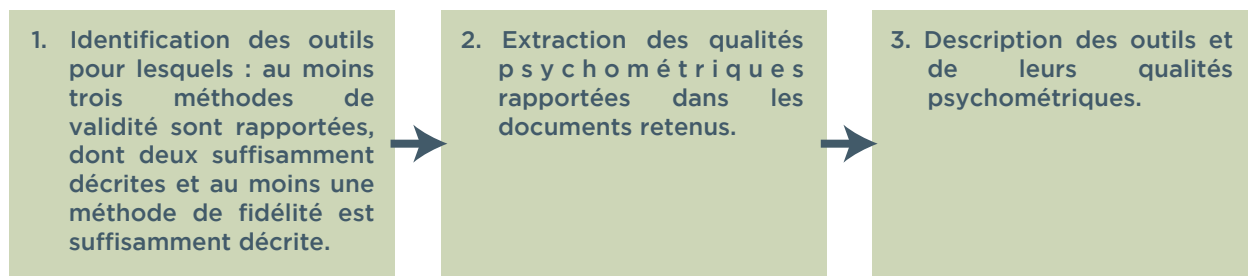 1. Identification des outils
pour lesquels : au moins
trois méthodes de
validité sont rapportées,
dont deux suffisamment
décrites et au moins une
méthode de fidélité est
suffisamment décrite.
2. Extraction des qualités
psychométriques
rapportées dans les
documents retenus.
3. Description des outils et
de leurs qualités
psychométriques.